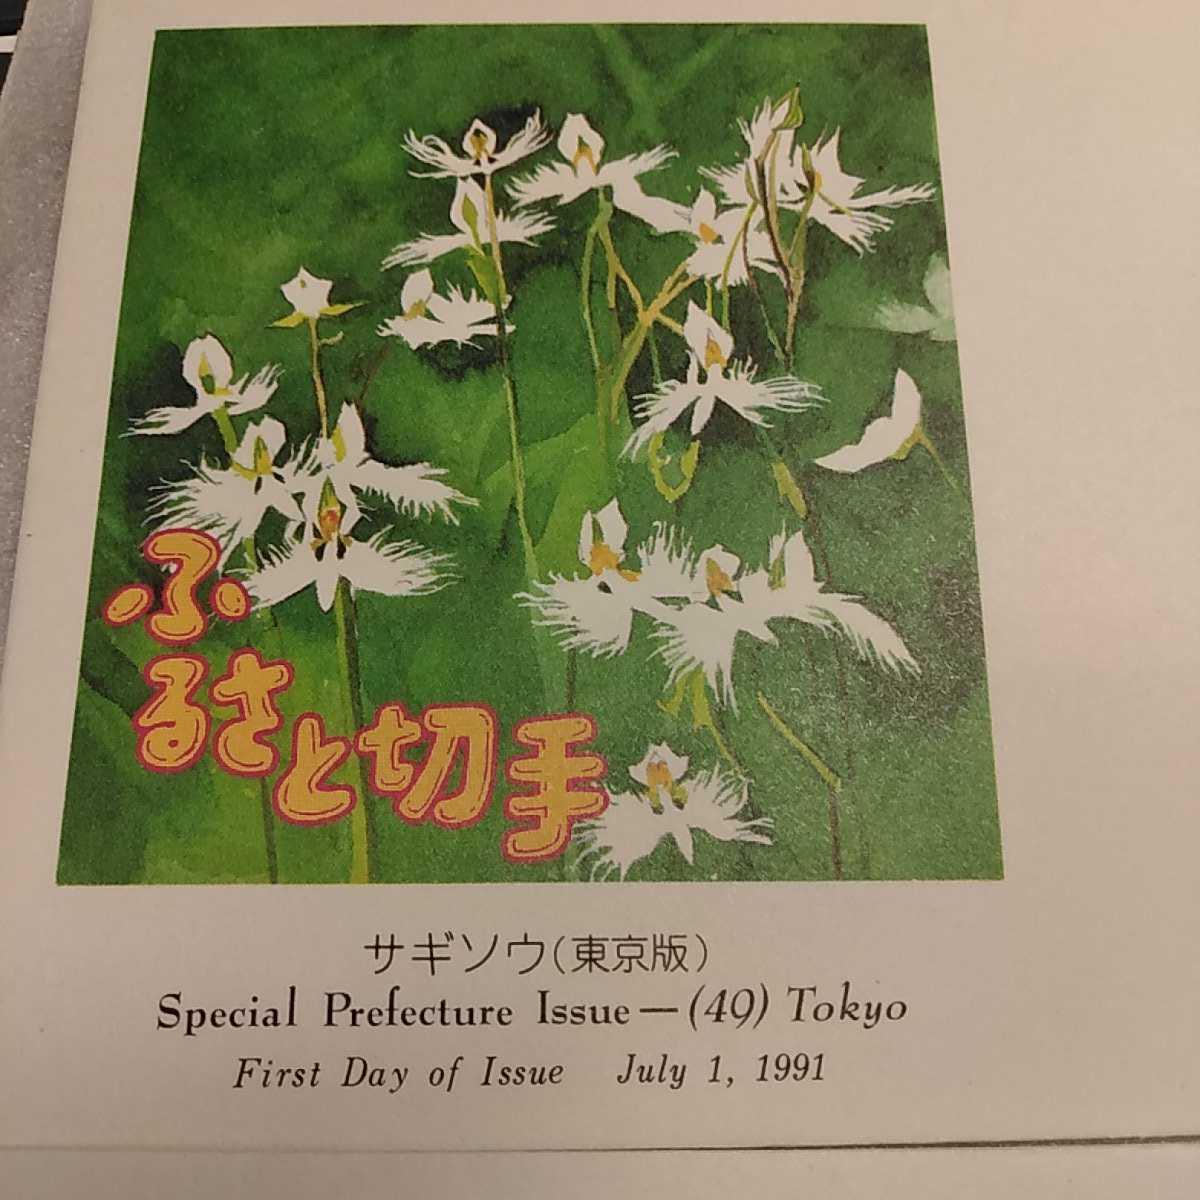 ふるさと切手
サギソウ(東京版)
Special Prefecture Issue—(49) Tokyo
First Day of Issue July 1, 1991